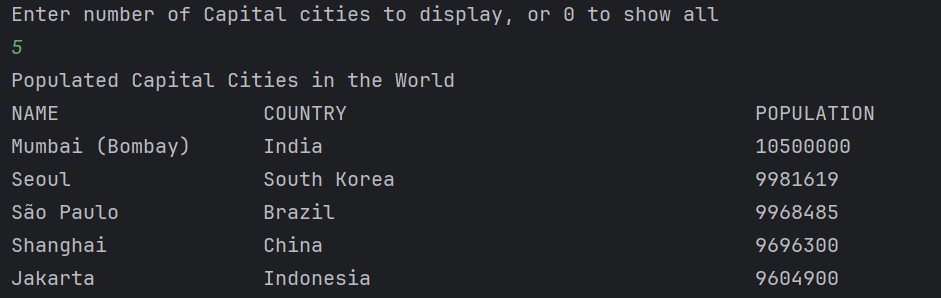 Enter number of Capital cities to display, or 0 to show all
5
Populated Capital Cities in the World
NAME COUNTRY POPULATION
Mumbai (Bombay) India 10500000
Seoul South Korea 9981619
São Paulo Brazil 9968485
Shanghai China 9696300
Jakarta Indonesia 9604900